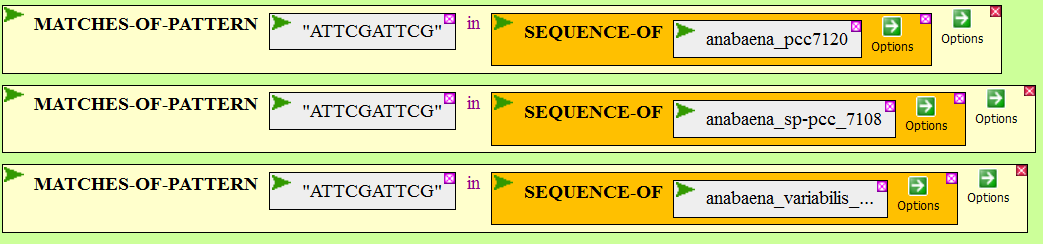 MATCHES-OF-PATTERN "ATTCGATTCG" in SEQUENCE-OF anabaena_pcc7120 Options Options
MATCHES-OF-PATTERN "ATTCGATTCG" in SEQUENCE-OF anabaena_sp-pcc_7108 Options Options
MATCHES-OF-PATTERN "ATTCGATTCG" in SEQUENCE-OF anabaena_variabilis_... Options Options